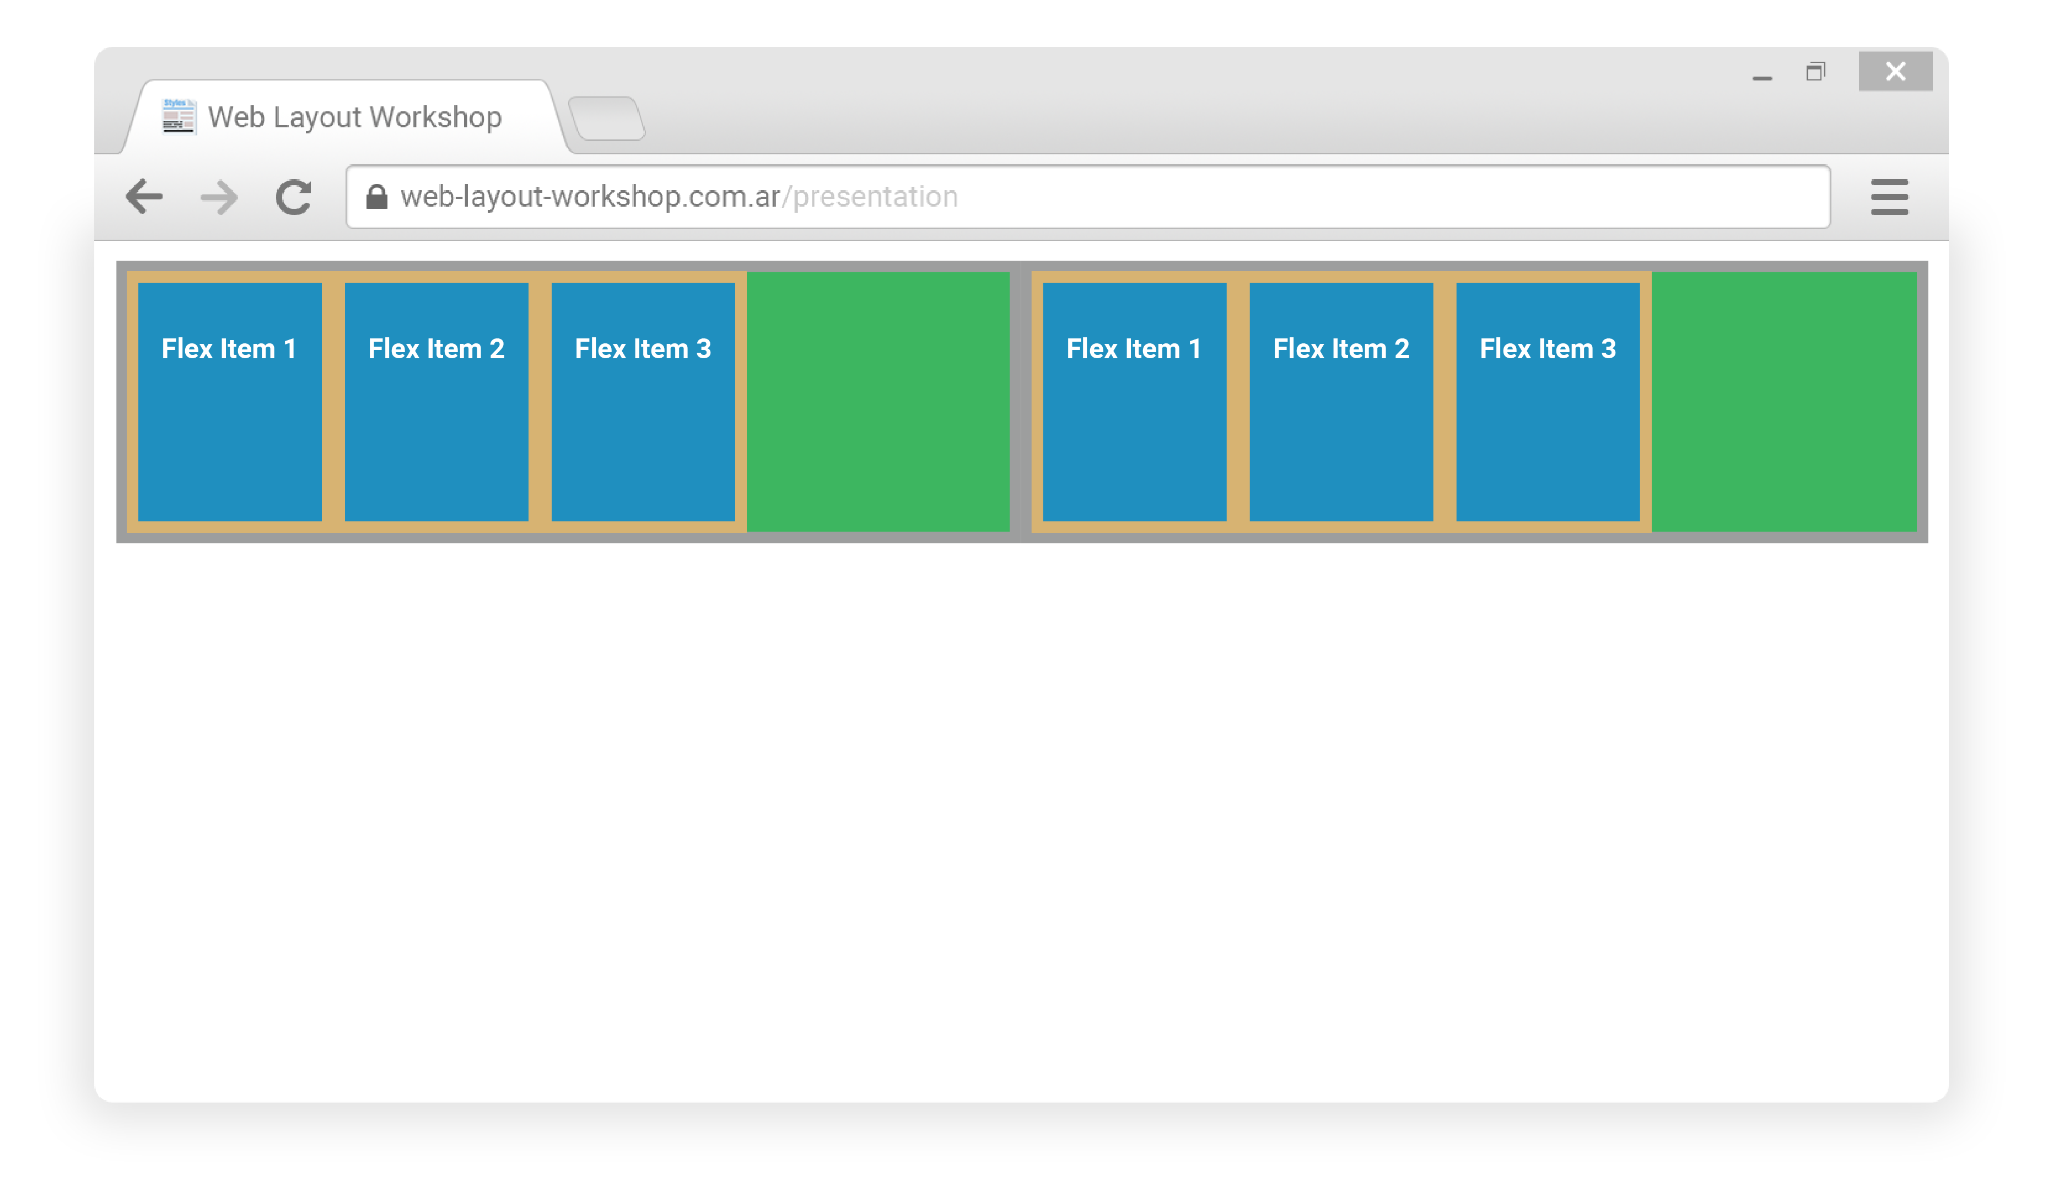 Styles
Web Layout Workshop
web-layout-workshop.com.ar/presentation
Flex Item 1
Flex Item 2
Flex Item 3
Flex Item 1
Flex Item 2
Flex Item 3